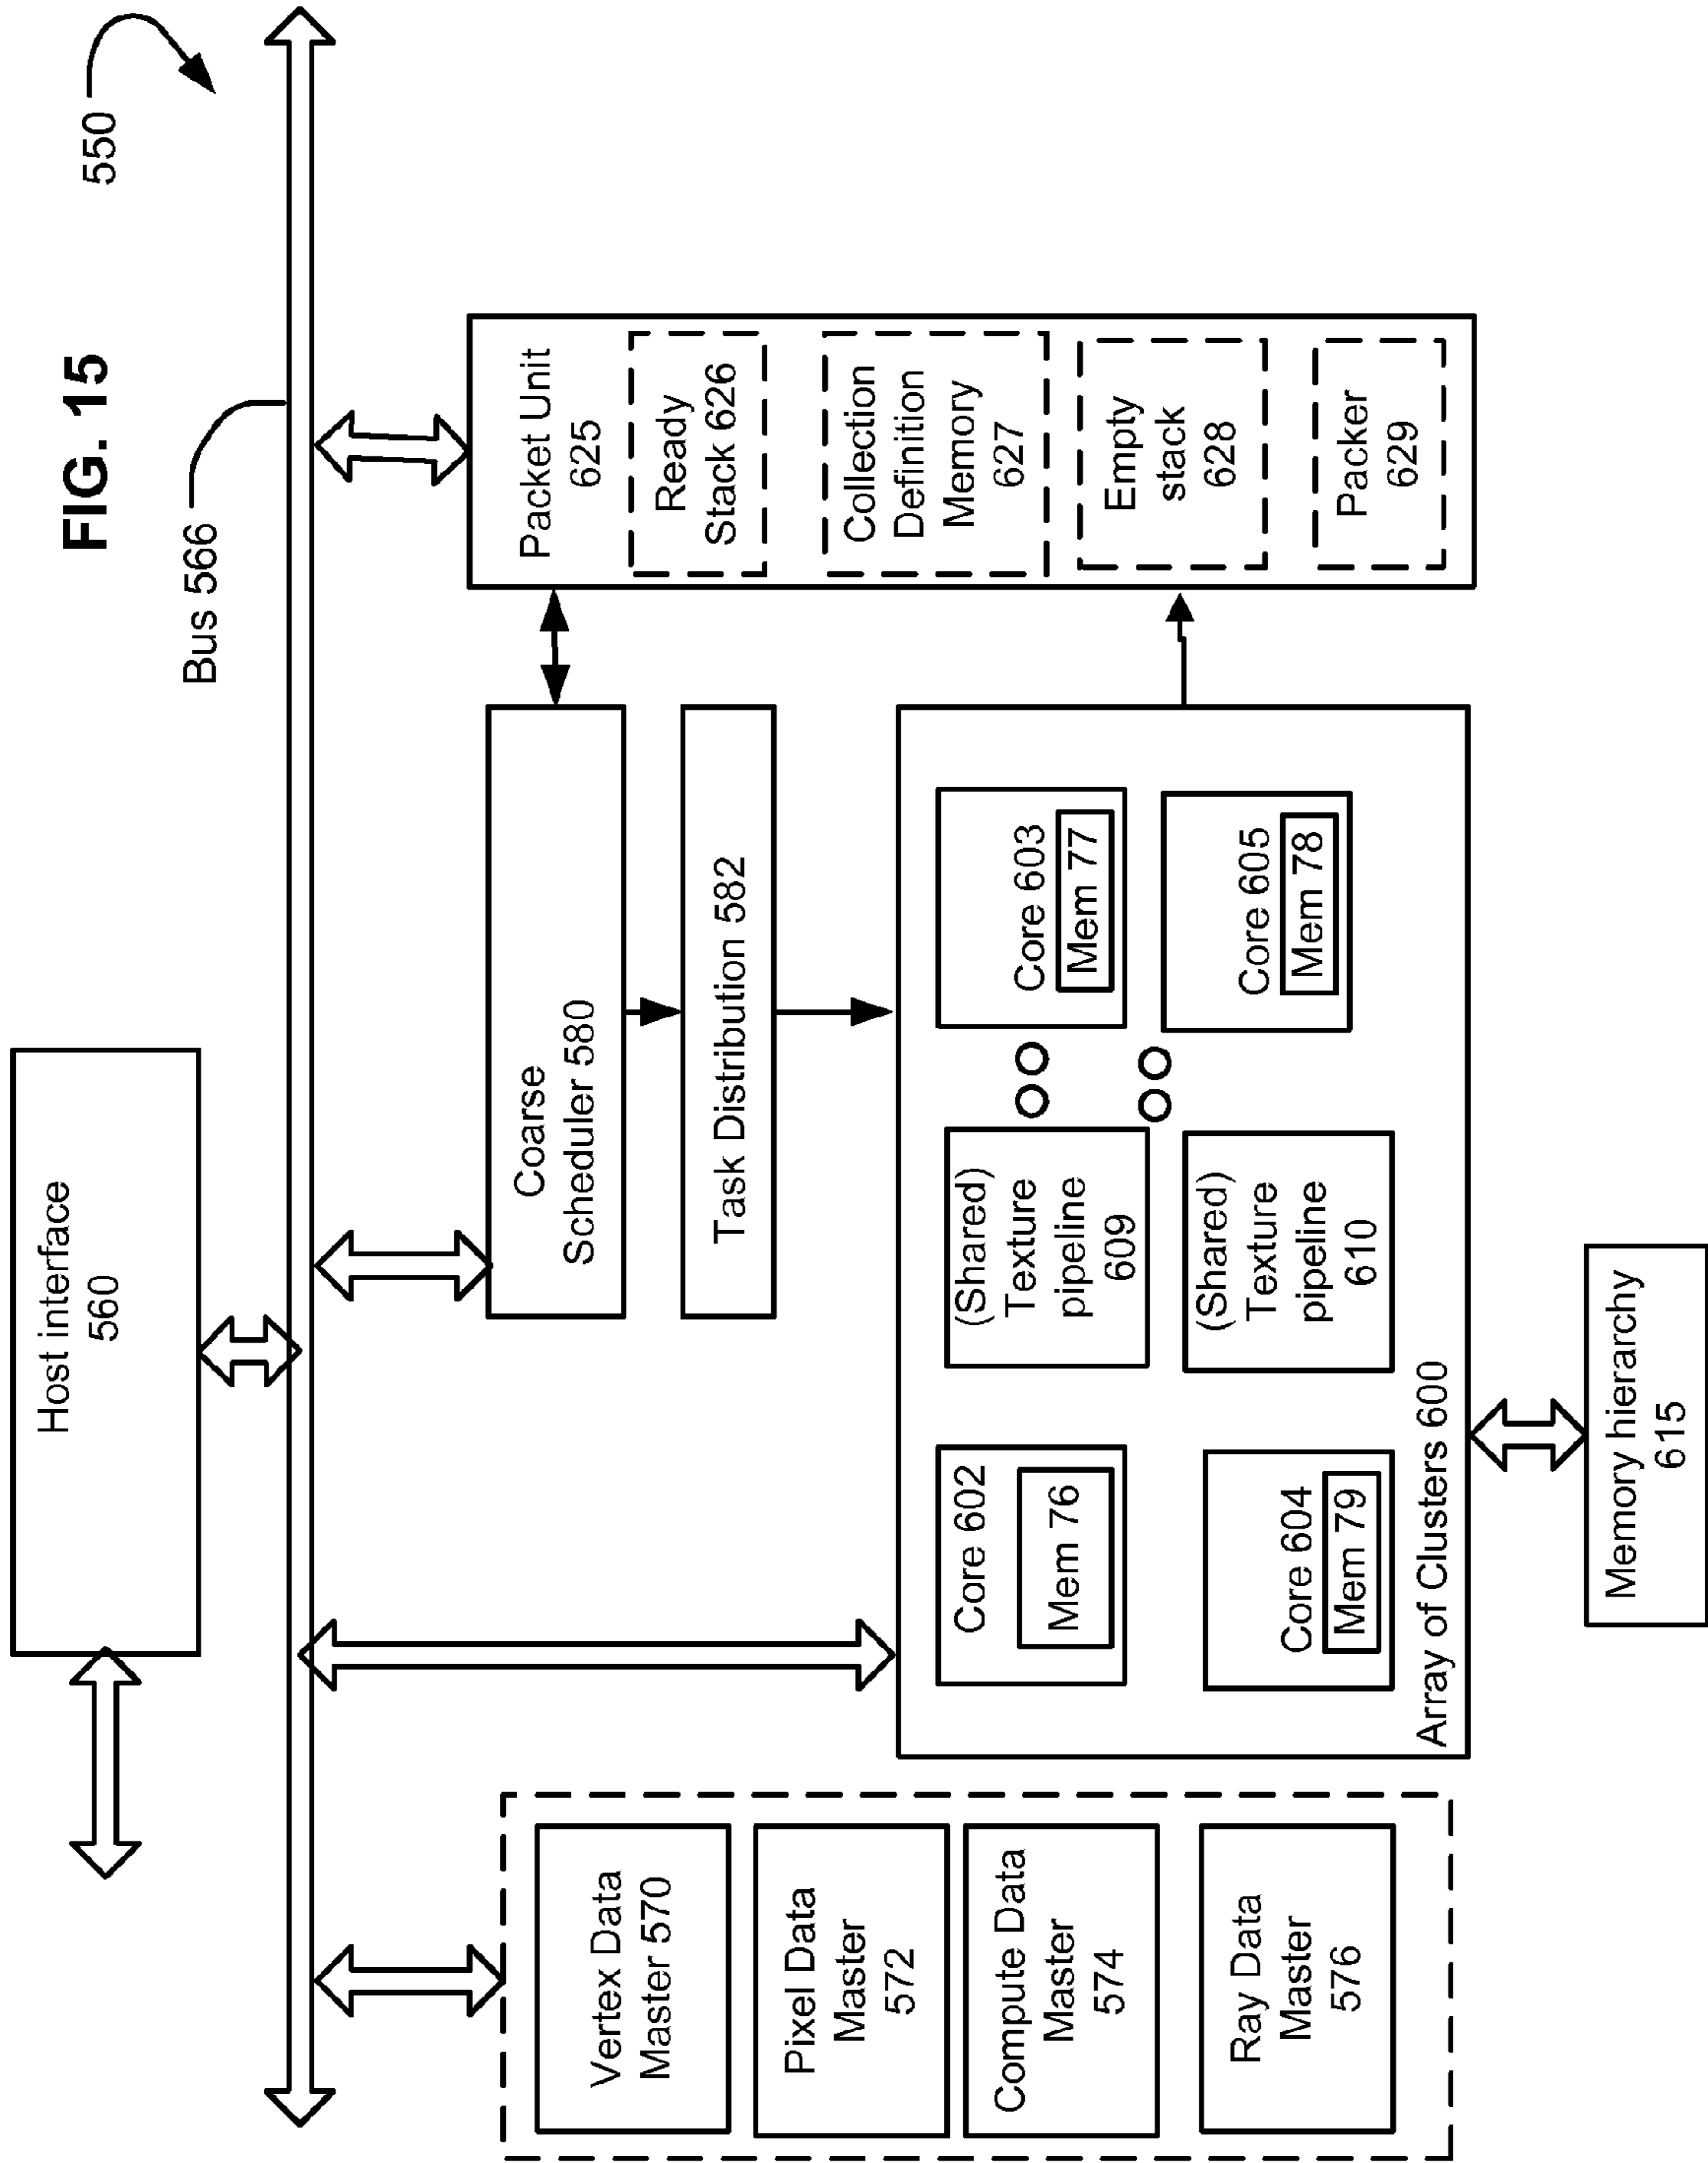 FIG. 15
550
Host interface
560
Bus 566
Vertex Data
Master 570
Pixel Data
Master
572
Compute Data
Master
574
Ray Data
Master
576
Coarse
Scheduler 580
Task Distribution 582
Core 602
Mem 76
(Shared)
Texture
pipeline
609
Core 603
Mem 77
Core 604
Mem 79
(Shared)
Texture
pipeline
610
Core 605
Mem 78
Array of Clusters 600
Memory hierarchy
615
Packet Unit
625
Ready
Stack 626
Collection
Definition
Memory
627
Empty
stack
628
Packer
629